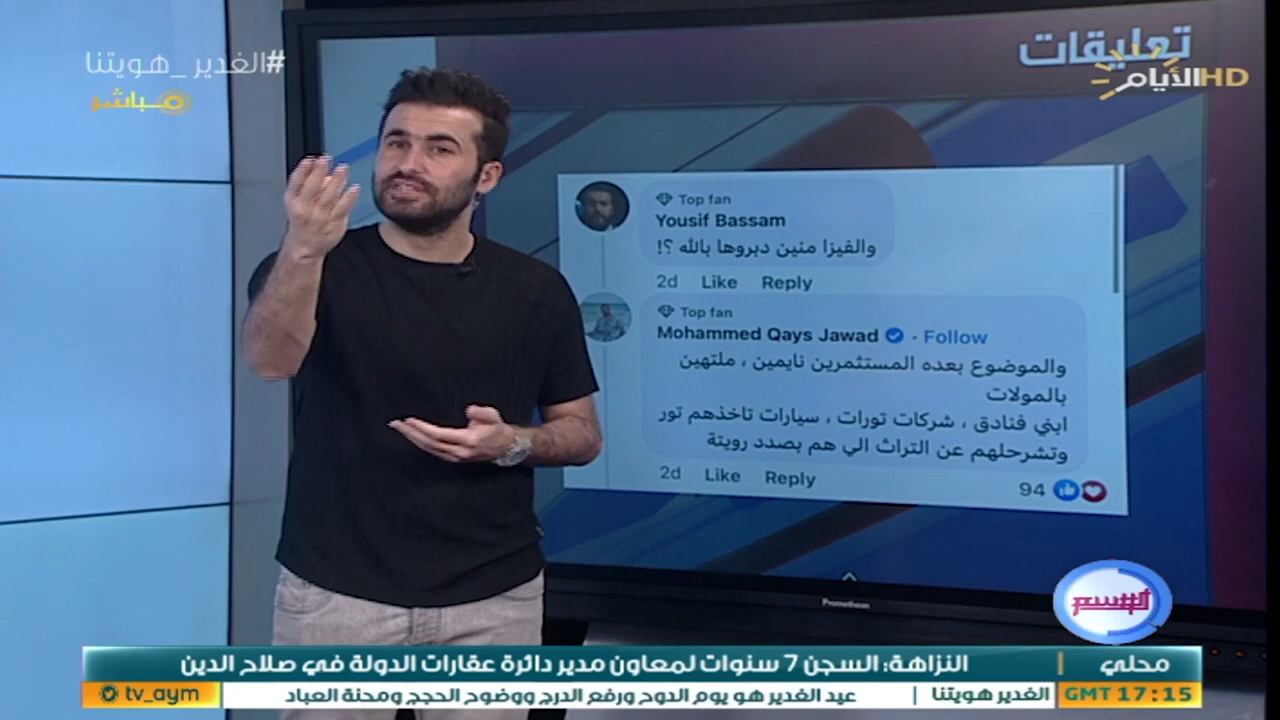 #الغدير_هويتنا
مباشر
تعليقات
الأيام HD
Top fan
Yousif Bassam
والفيزا منين دبروها بالله ؟!
2d Like Reply
Top fan
Mohammed Qays Jawad · Follow
والموضوع بعده المستثمرين نايمين ، ملتهين
بالمولات
ابني فنادق ، شركات تورات ، سيارات تاخذهم تور
وتشرحلهم عن التراث الي هم بصدد رويتة
2d Like Reply
94
Promethean
محلي | النزاهة: السجن 7 سنوات لمعاون مدير دائرة عقارات الدولة في صلاح الدين
GMT 17:15 الغدير هويتنا | عيد الغدير هو يوم الدوح ورفع الدرج ووضوح الحجج ومحنة العباد
tv_aym